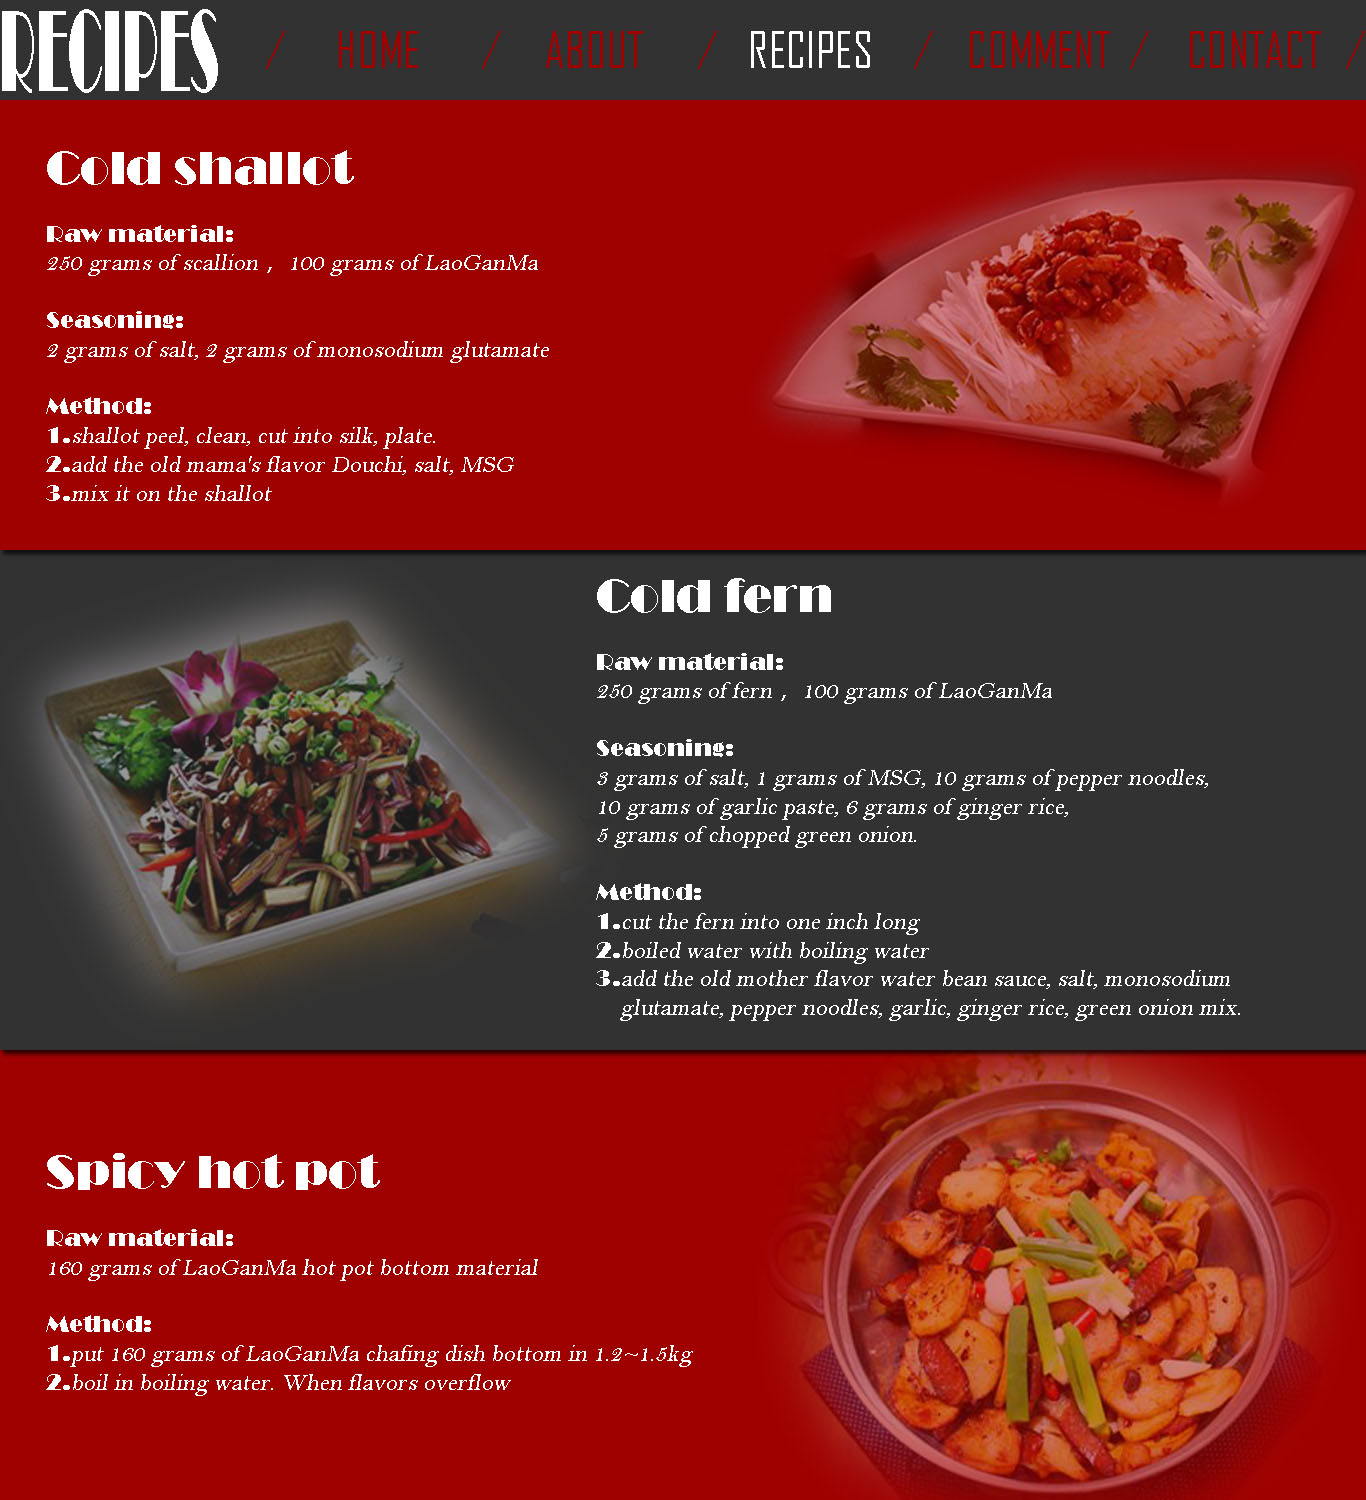 RECIPES / HOME / ABOUT / RECIPES / COMMENT / CONTACT /
Cold shallot
Raw material:
250 grams of scallion , 100 grams of LaoGanMa
Seasoning:
2 grams of salt, 2 grams of monosodium glutamate
Method:
1.shallot peel, clean, cut into silk, plate.
2.add the old mama's flavor Douchi, salt, MSG
3.mix it on the shallot
Cold fern
Raw material:
250 grams of fern , 100 grams of LaoGanMa
Seasoning:
3 grams of salt, 1 grams of MSG, 10 grams of pepper noodles,
10 grams of garlic paste, 6 grams of ginger rice,
5 grams of chopped green onion.
Method:
1.cut the fern into one inch long
2.boiled water with boiling water
3.add the old mother flavor water bean sauce, salt, monosodium
glutamate, pepper noodles, garlic, ginger rice, green onion mix.
Spicy hot pot
Raw material:
160 grams of LaoGanMa hot pot bottom material
Method:
1.put 160 grams of LaoGanMa chafing dish bottom in 1.2~1.5kg
2.boil in boiling water. When flavors overflow